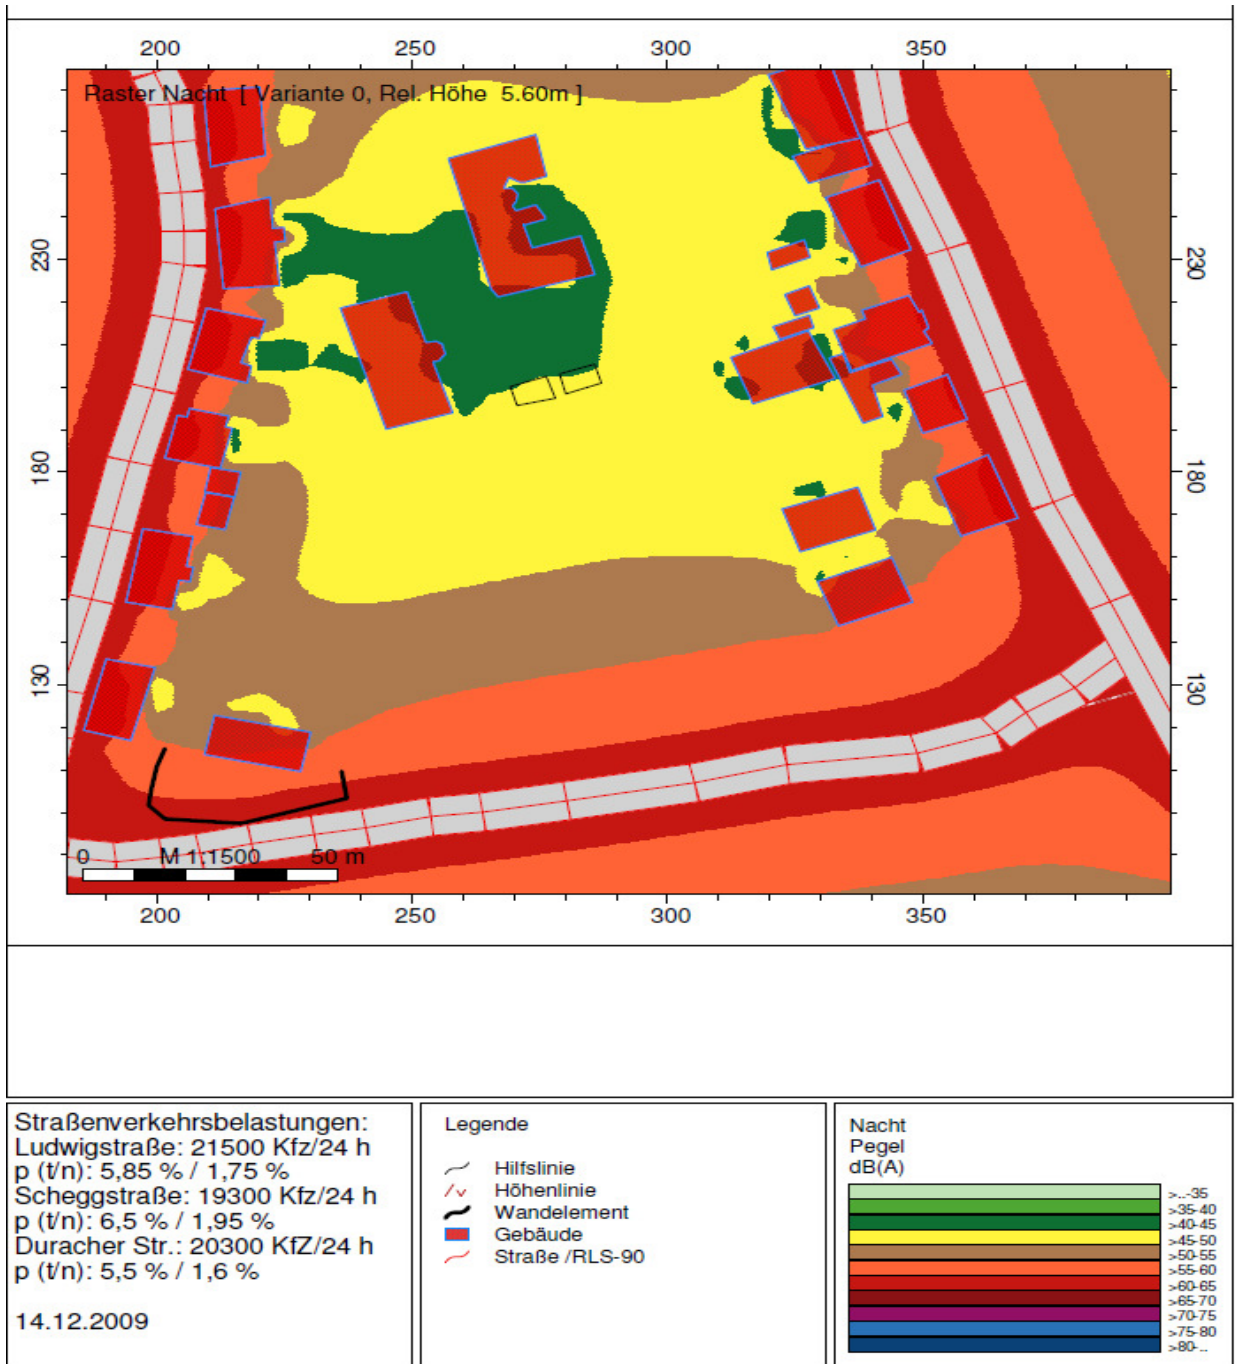 200 250 300 350
Raster Nacht [ Variante 0, Rel. Höhe 5.60m ]
230 230
180 180
130 130
0 M 1:1500 50 m
200 250 300 350
Straßenverkehrsbelastungen:
Ludwigstraße: 21500 Kfz/24 h
p (t/n): 5,85 % / 1,75 %
Scheggstraße: 19300 Kfz/24 h
p (t/n): 6,5 % / 1,95 %
Duracher Str.: 20300 KfZ/24 h
p (t/n): 5,5 % / 1,6 %
14.12.2009
Legende
Hilfslinie
Höhenlinie
Wandelement
Gebäude
Straße /RLS-90
Nacht
Pegel
dB(A)
>..-35
>35-40
>40-45
>45-50
>50-55
>55-60
>60-65
>65-70
>70-75
>75-80
>80-..